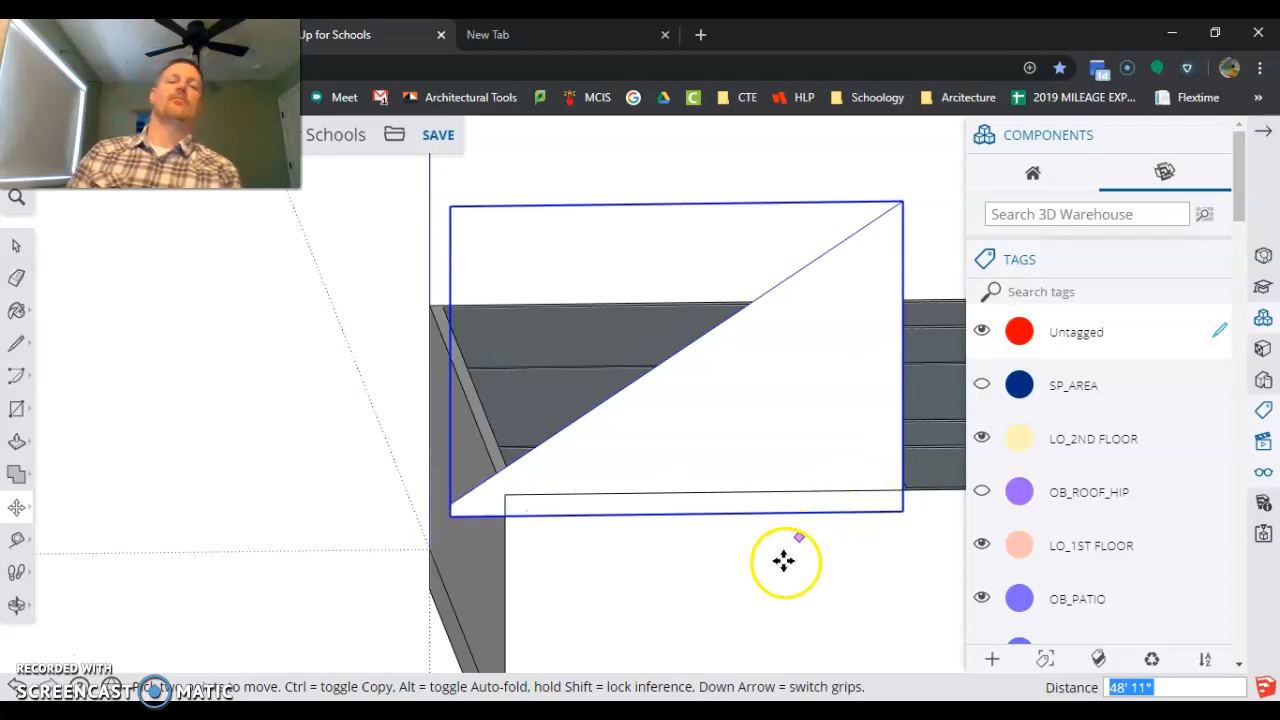 Up for Schools
New Tab
Meet
Architectural Tools
MCIS
CTE
HLP
Schoology
Arcitecture
2019 MILEAGE EXP...
Flextime
»
Schools
SAVE
COMPONENTS
Search 3D Warehouse
TAGS
Search tags
Untagged
SP_AREA
LO_2ND FLOOR
OB_ROOF_HIP
LO_1ST FLOOR
OB_PATIO
RECORDED WITH
SCREENCAST MATIC
to move. Ctrl = toggle Copy, Alt = toggle Auto-fold, hold Shift = lock inference, Down Arrow = switch grips.
Distance
48' 11"